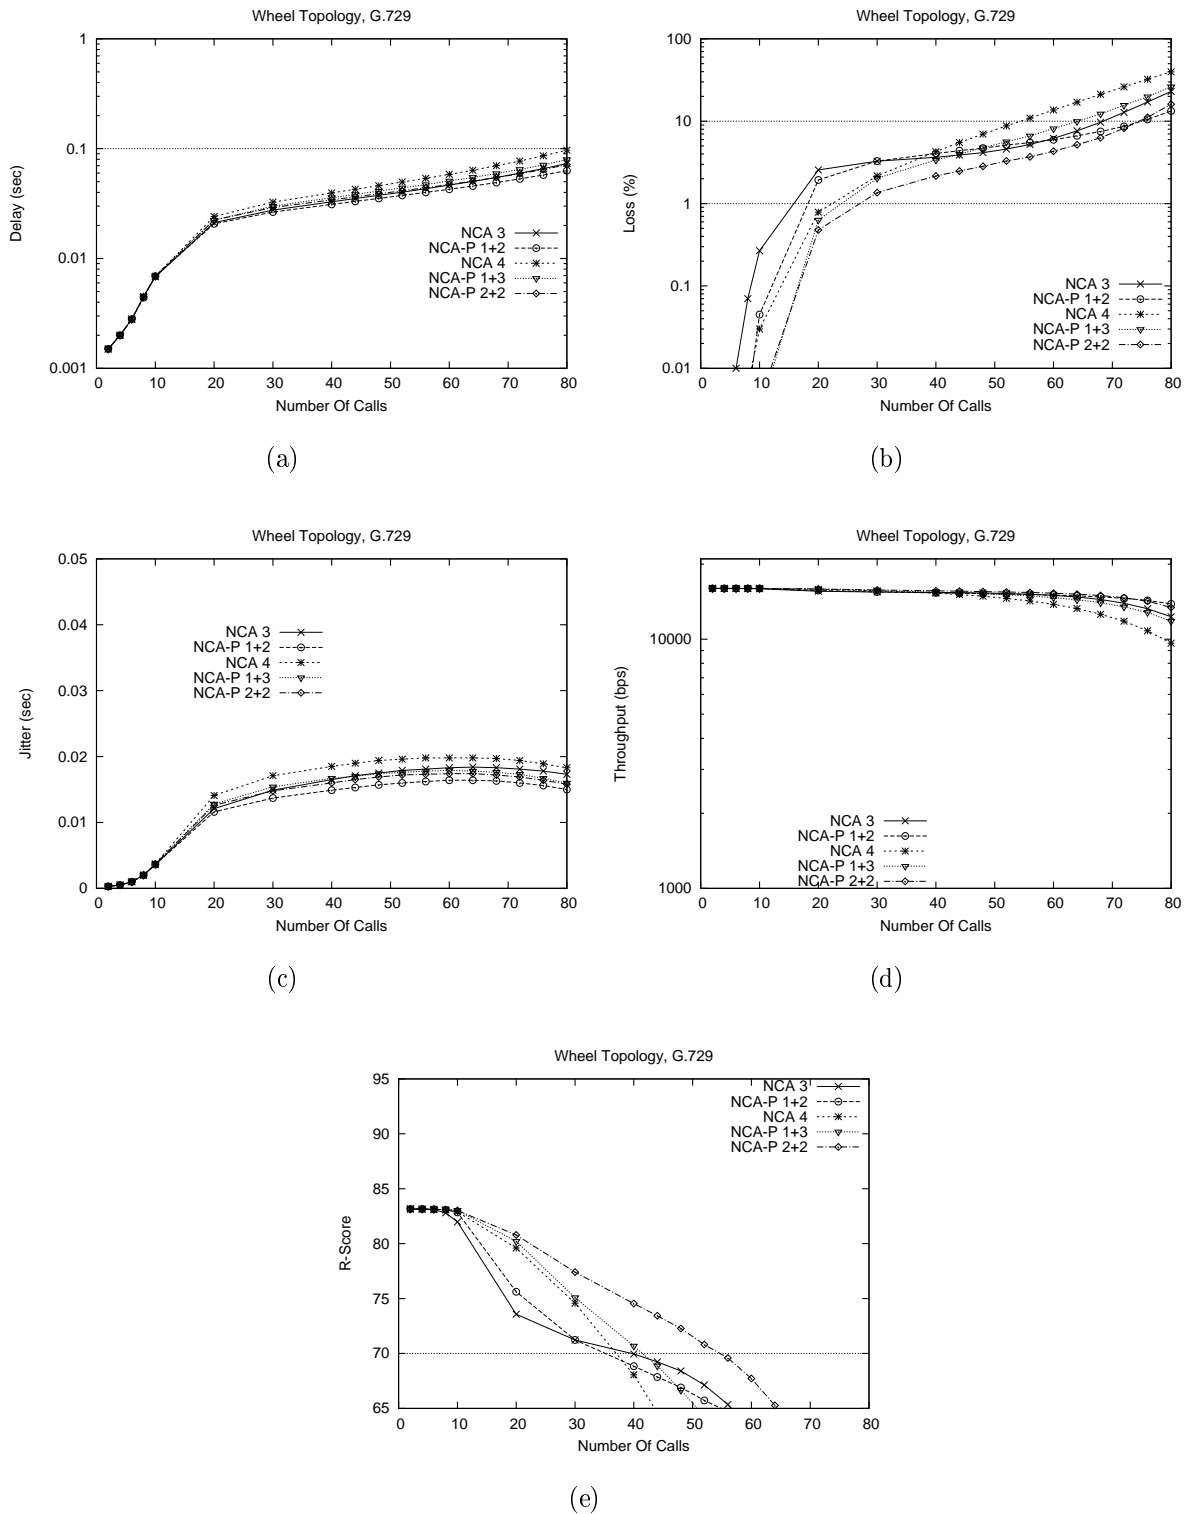 Wheel Topology, G.729
1
0.1
0.01
0.001
Delay (sec)
NCA 3
NCA-P 1+2
NCA 4
NCA-P 1+3
NCA-P 2+2
0 10 20 30 40 50 60 70 80
Number Of Calls
(a)
Wheel Topology, G.729
100
10
1
0.1
0.01
Loss (%)
NCA 3
NCA-P 1+2
NCA 4
NCA-P 1+3
NCA-P 2+2
0 10 20 30 40 50 60 70 80
Number Of Calls
(b)
Wheel Topology, G.729
0.05
0.04
0.03
0.02
0.01
0
Jitter (sec)
NCA 3
NCA-P 1+2
NCA 4
NCA-P 1+3
NCA-P 2+2
0 10 20 30 40 50 60 70 80
Number Of Calls
(c)
Wheel Topology, G.729
10000
1000
Throughput (bps)
NCA 3
NCA-P 1+2
NCA 4
NCA-P 1+3
NCA-P 2+2
0 10 20 30 40 50 60 70 80
Number Of Calls
(d)
Wheel Topology, G.729
95
90
85
80
75
70
65
R-Score
NCA 3
NCA-P 1+2
NCA 4
NCA-P 1+3
NCA-P 2+2
0 10 20 30 40 50 60 70 80
Number Of Calls
(e)